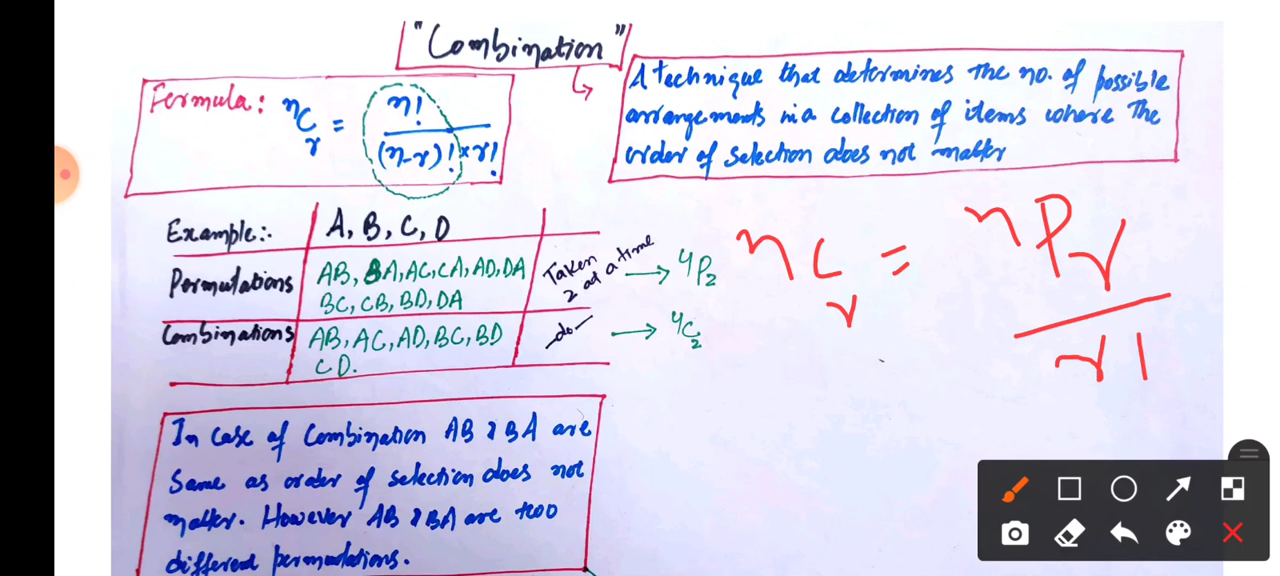 "Combination"
Formula: nCr = n! / (n-r)! × r!
A technique that determines the no. of possible
arrangements in a collection of items where the
order of selection does not matter
Example:- A, B, C, D
Permutations AB, BA, AC, CA, AD, DA
BC, CB, BD, DA
Taken
2 at a time → 4P2
Combinations AB, AC, AD, BC, BD
CD.
do → 4C2
nCr = nPr / r!
In case of Combination AB & BA are
Same as order of selection does not
matter. However AB & BA are two
different permutations.